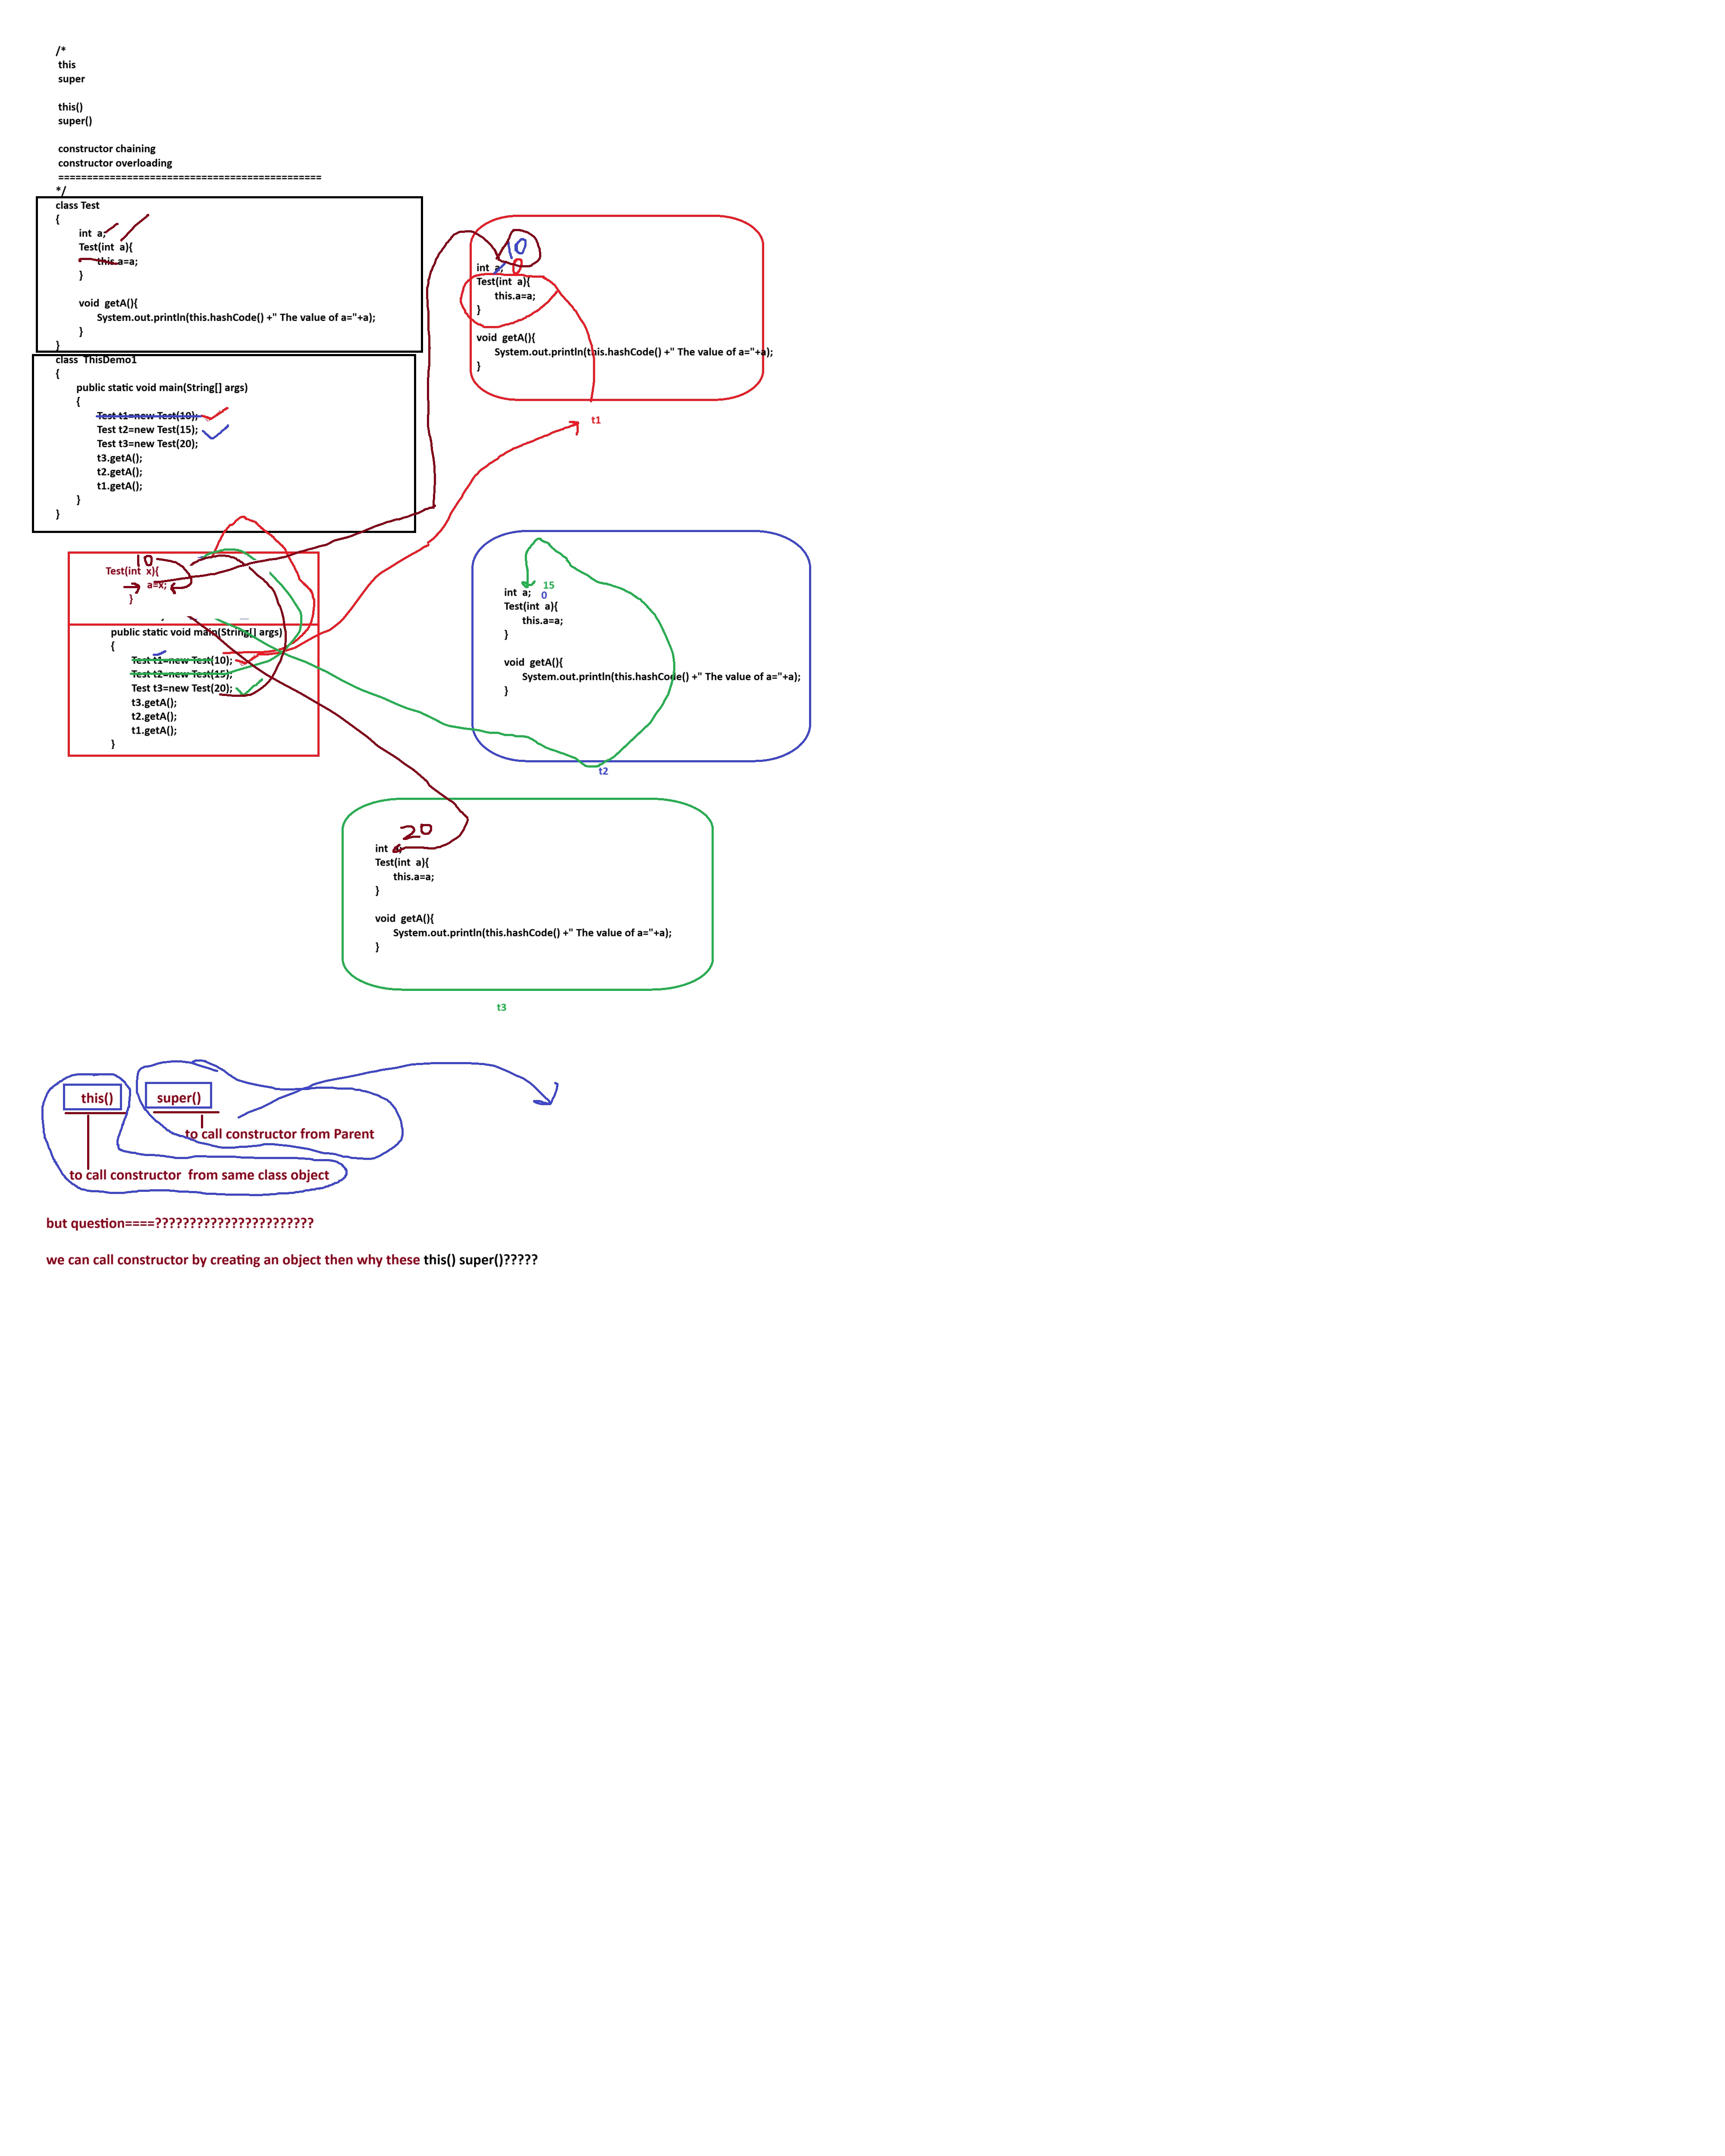 /*
this
super
this()
super()
constructor chaining
constructor overloading
==============================================
*/
class Test
{
int a;
Test(int a){
this.a=a;
}
void getA(){
System.out.println(this.hashCode() +" The value of a="+a);
}
}
class ThisDemo1
{
public static void main(String[] args)
{
Test t1=new Test(10);
Test t2=new Test(15);
Test t3=new Test(20);
t3.getA();
t2.getA();
t1.getA();
}
}
10
0
int a;
Test(int a){
this.a=a;
}
void getA(){
System.out.println(this.hashCode() +" The value of a="+a);
}
t1
10
Test(int x){
a=x;
}
public static void main(String[] args)
{
Test t1=new Test(10);
Test t2=new Test(15);
Test t3=new Test(20);
t3.getA();
t2.getA();
t1.getA();
}
15
int a; 0
Test(int a){
this.a=a;
}
void getA(){
System.out.println(this.hashCode() +" The value of a="+a);
}
t2
20
int a;
Test(int a){
this.a=a;
}
void getA(){
System.out.println(this.hashCode() +" The value of a="+a);
}
t3
this() super()
to call constructor from Parent
to call constructor from same class object
but question====???????????????????????
we can call constructor by creating an object then why these this() super()?????